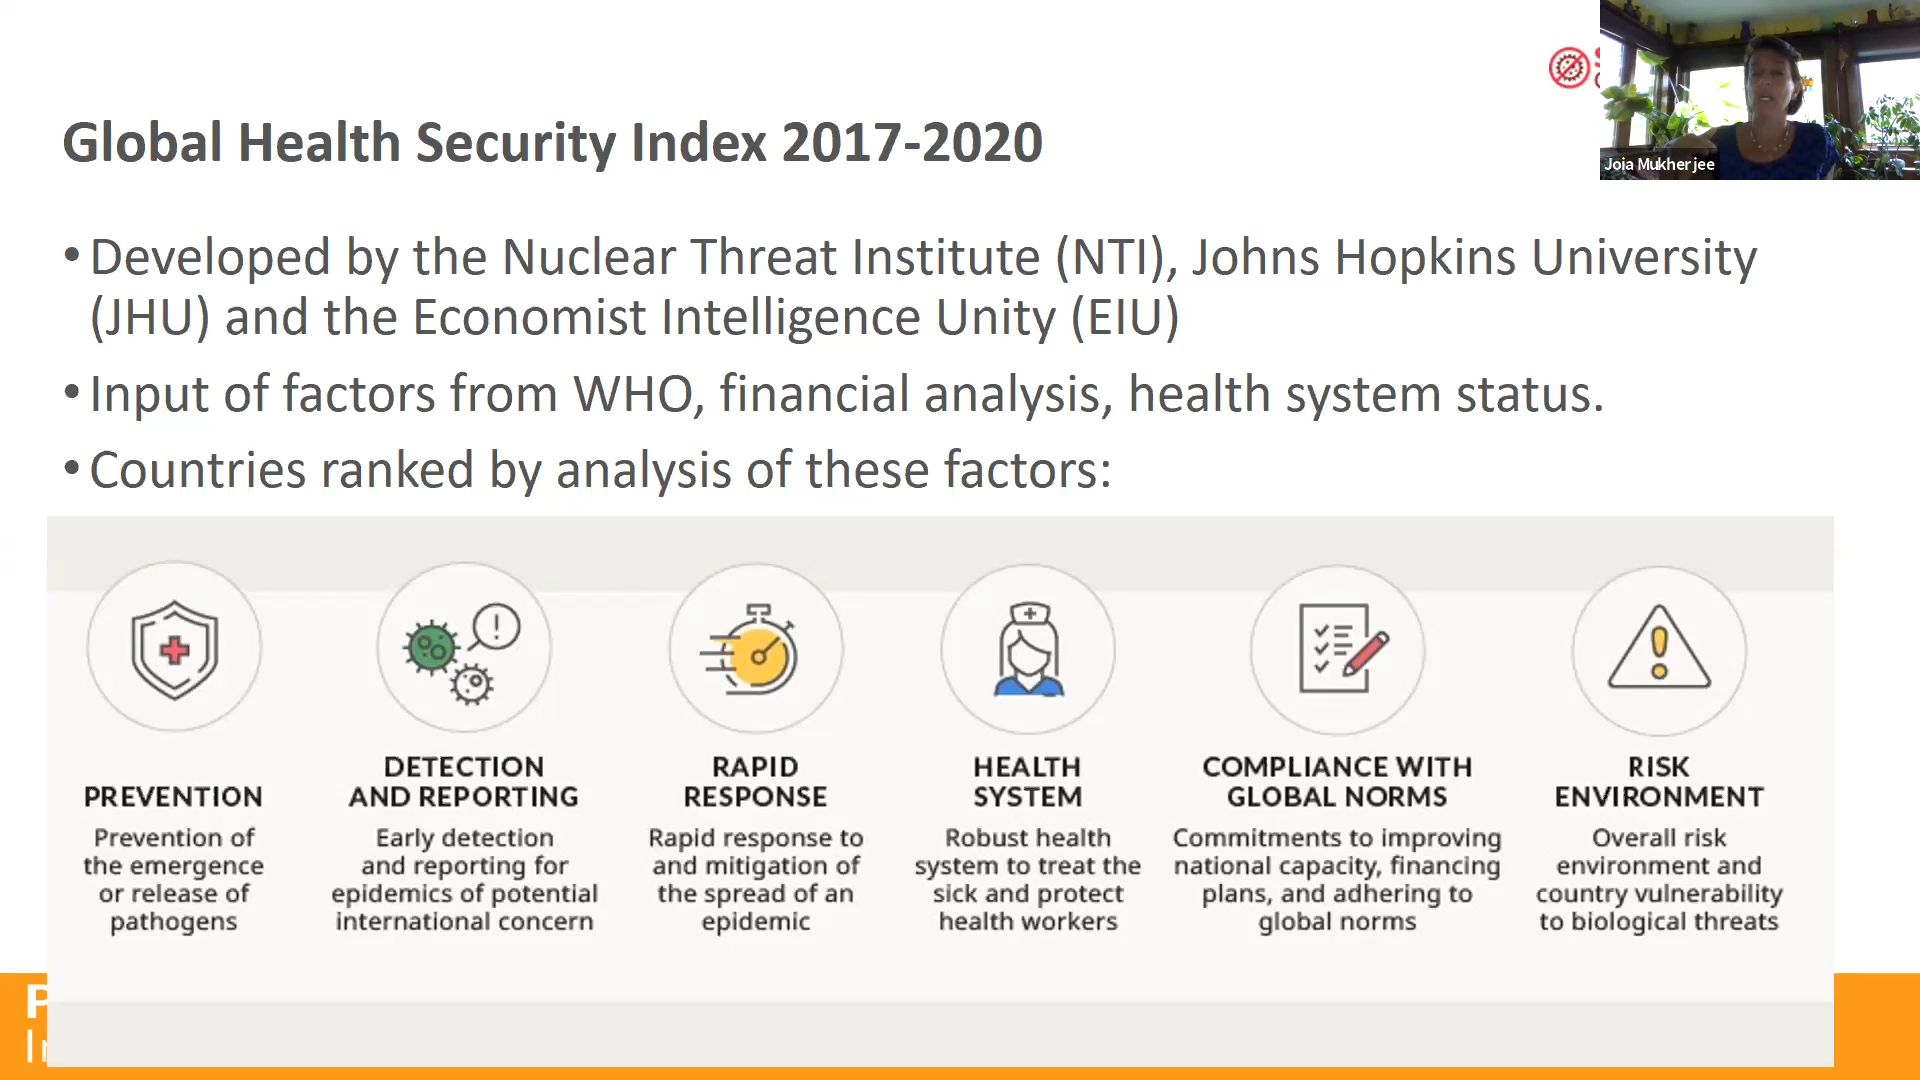 Global Health Security Index 2017-2020
Joia Mukherjee
• Developed by the Nuclear Threat Institute (NTI), Johns Hopkins University
(JHU) and the Economist Intelligence Unity (EIU)
• Input of factors from WHO, financial analysis, health system status.
• Countries ranked by analysis of these factors:
PREVENTION
Prevention of
the emergence
or release of
pathogens
DETECTION
AND REPORTING
Early detection
and reporting for
epidemics of potential
international concern
RAPID
RESPONSE
Rapid response to
and mitigation of
the spread of an
epidemic
HEALTH
SYSTEM
Robust health
system to treat the
sick and protect
health workers
COMPLIANCE WITH
GLOBAL NORMS
Commitments to improving
national capacity, financing
plans, and adhering to
global norms
RISK
ENVIRONMENT
Overall risk
environment and
country vulnerability
to biological threats